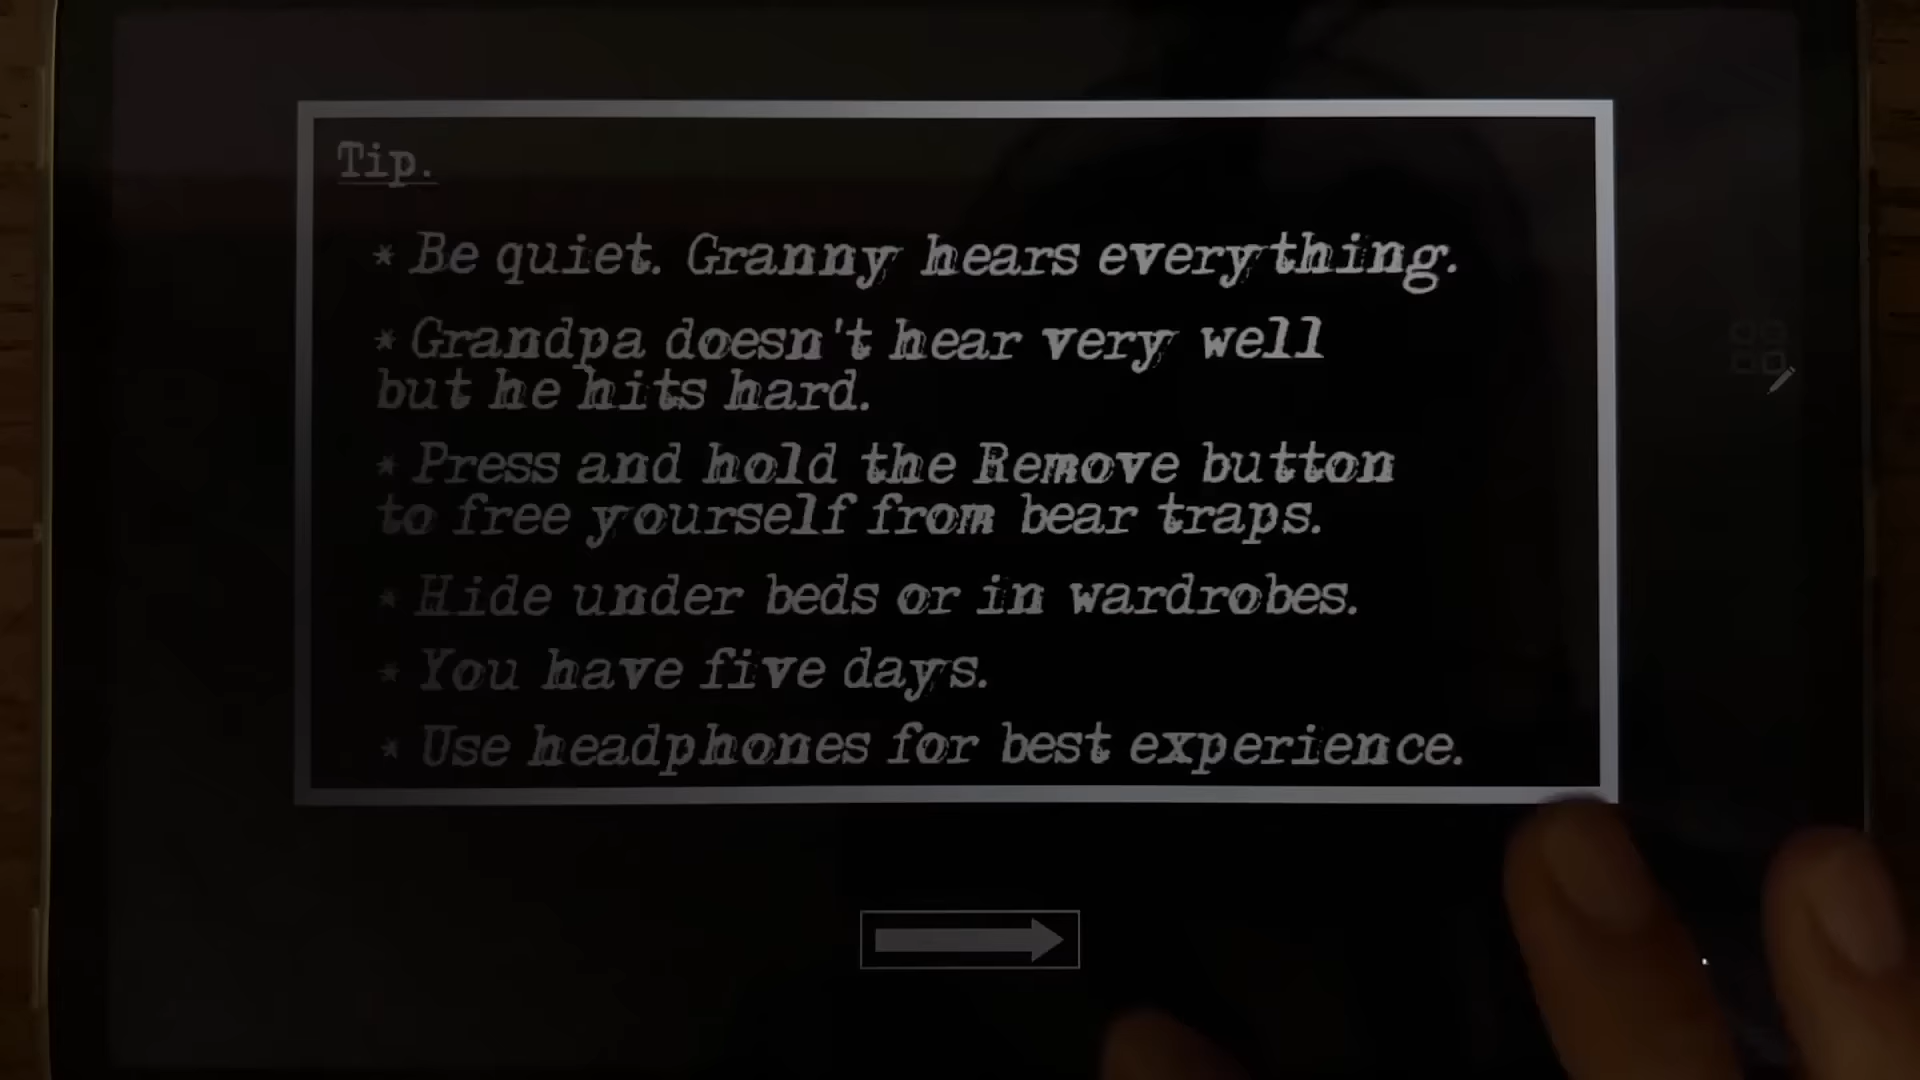 Tip.
* Be quiet. Granny hears everything.
* Grandpa doesn't hear very well
but he hits hard.
* Press and hold the Remove button
to free yourself from bear traps.
* Hide under beds or in wardrobes.
* You have five days.
* Use headphones for best experience.